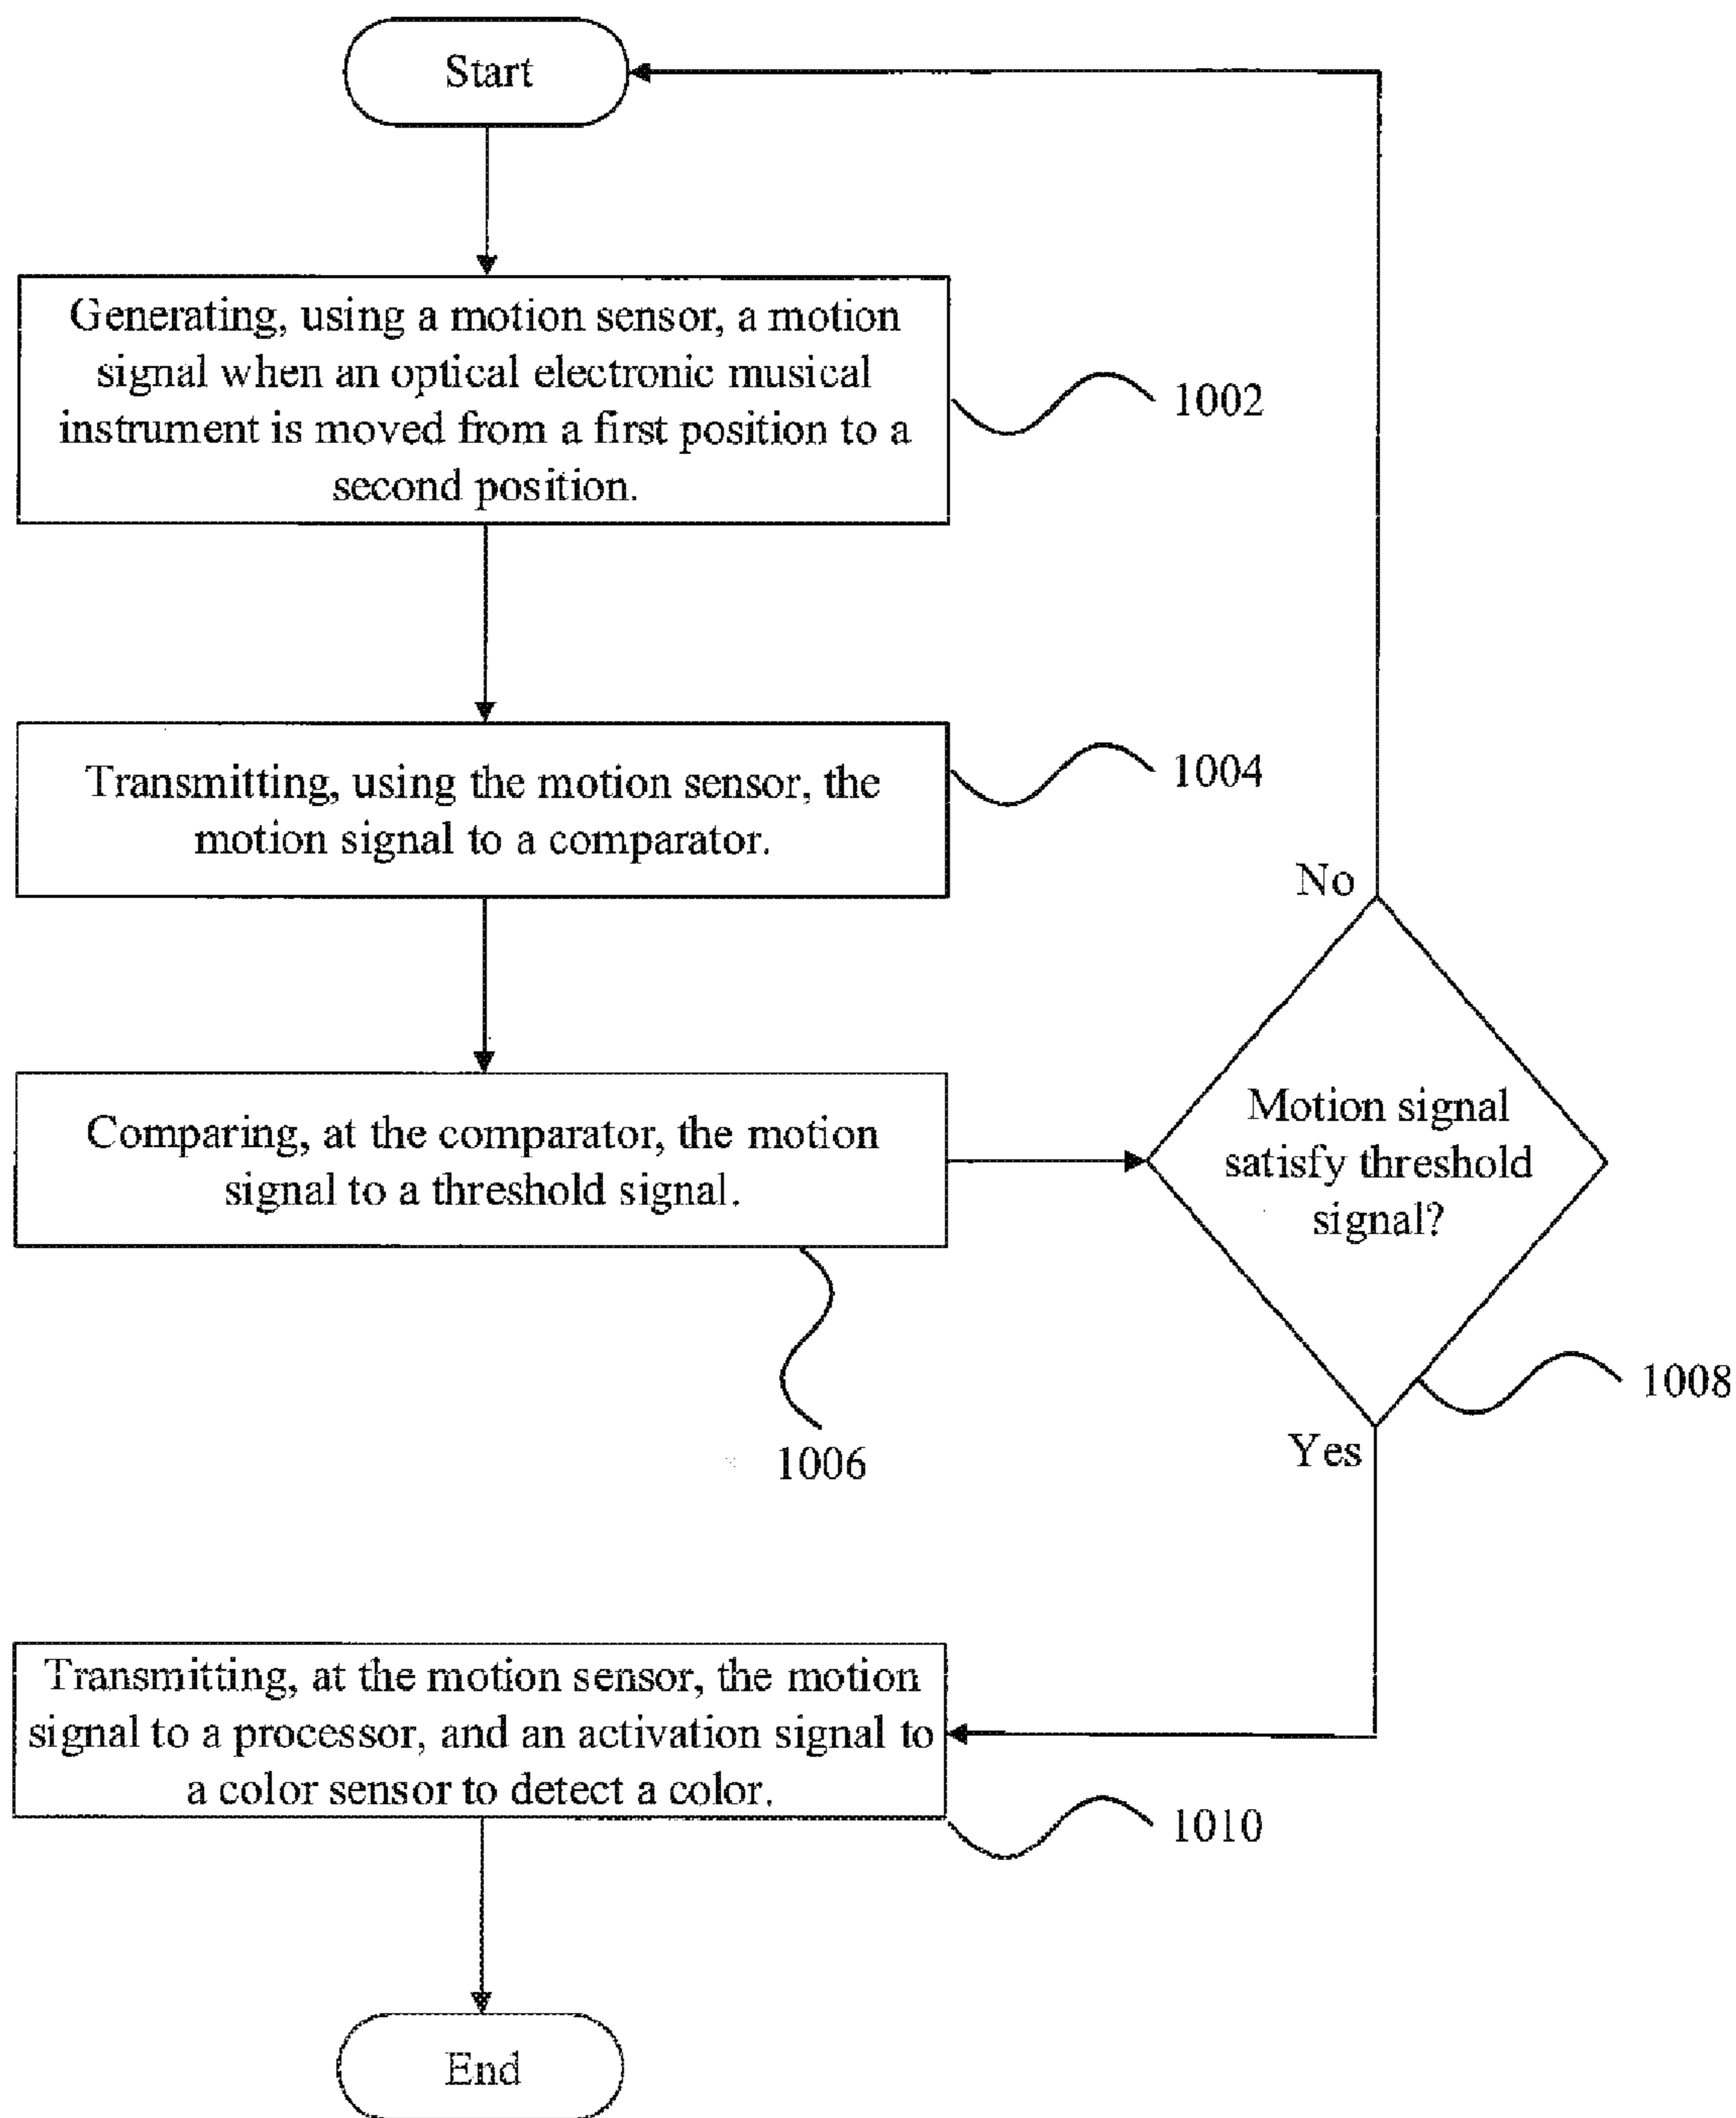 Start
Generating, using a motion sensor, a motion
signal when an optical electronic musical
instrument is moved from a first position to a
second position.
1002
Transmitting, using the motion sensor, the
motion signal to a comparator.
1004
Comparing, at the comparator, the motion
signal to a threshold signal.
1006
No
Motion signal
satisfy threshold
signal?
1008
Yes
Transmitting, at the motion sensor, the motion
signal to a processor, and an activation signal to
a color sensor to detect a color.
1010
End